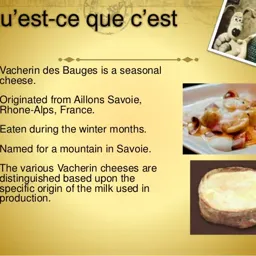 u'est-ce que c'est
Vacherin des Bauges is a seasonal
cheese.
Originated from Aillons Savoie,
Rhone-Alps, France.
Eaten during the winter months.
Named for a mountain in Savoie.
The various Vacherin cheeses are
distinguished based upon the
specific origin of the milk used in
production.